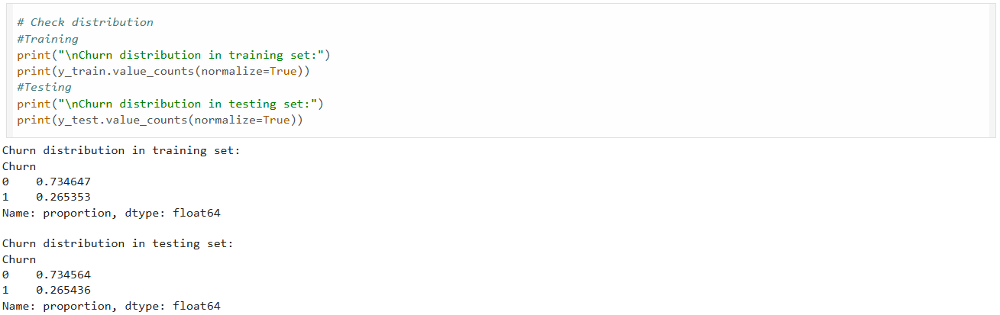 # Check distribution
#Training
print("\nChurn distribution in training set:")
print(y_train.value_counts(normalize=True))
#Testing
print("\nChurn distribution in testing set:")
print(y_test.value_counts(normalize=True))
Churn distribution in training set:
Churn
0    0.734647
1    0.265353
Name: proportion, dtype: float64
Churn distribution in testing set:
Churn
0    0.734564
1    0.265436
Name: proportion, dtype: float64